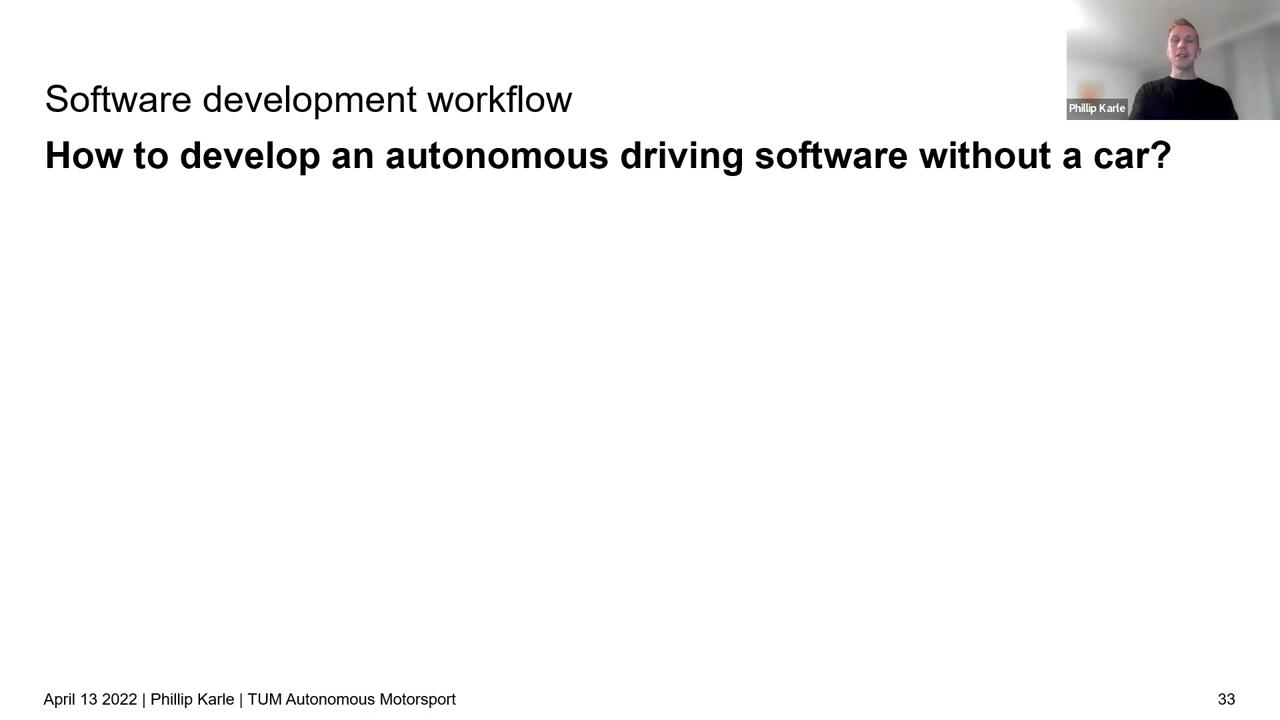 Phillip Karle
Software development workflow
How to develop an autonomous driving software without a car?
April 13 2022 | Phillip Karle | TUM Autonomous Motorsport
33